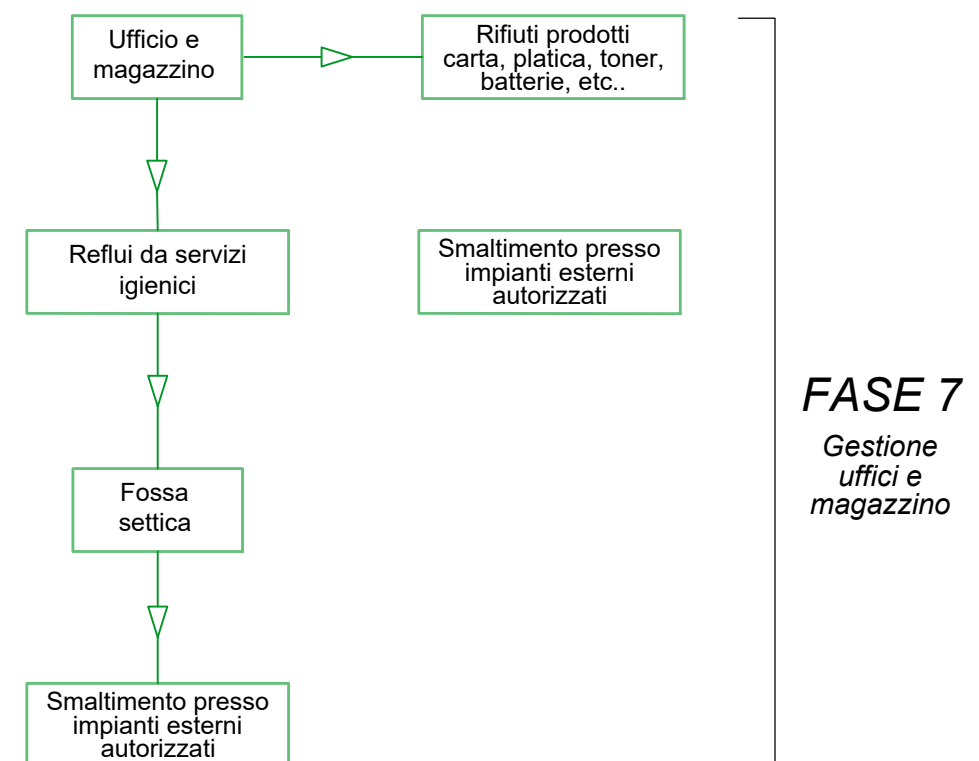 Ufficio e
magazzino
Rifiuti prodotti
carta, platica, toner,
batterie, etc..
Reflui da servizi
igienici
Smaltimento presso
impianti esterni
autorizzati
FASE 7
Gestione
uffici e
magazzino
Fossa
settica
Smaltimento presso
impianti esterni
autorizzati